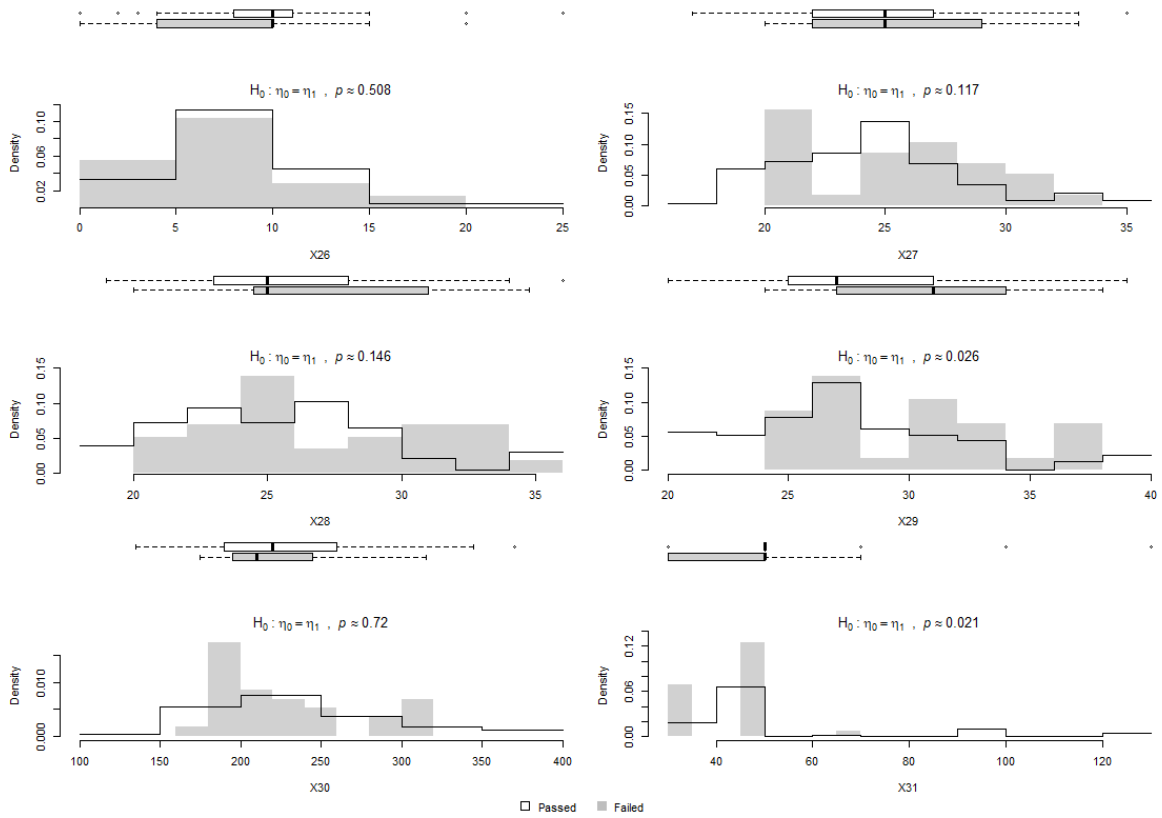 H0 : η0 = η1 , p ≈ 0.508
Density
0.02 0.06 0.10
0 5 10 15 20 25
X26
H0 : η0 = η1 , p ≈ 0.117
Density
0.00 0.05 0.10 0.15
20 25 30 35
X27
H0 : η0 = η1 , p ≈ 0.146
Density
0.00 0.05 0.10 0.15
20 25 30 35
X28
H0 : η0 = η1 , p ≈ 0.026
Density
0.00 0.05 0.10 0.15
20 25 30 35 40
X29
H0 : η0 = η1 , p ≈ 0.72
Density
0.000 0.010
100 150 200 250 300 350 400
X30
H0 : η0 = η1 , p ≈ 0.021
Density
0.00 0.06 0.12
40 60 80 100 120
X31
Passed Failed